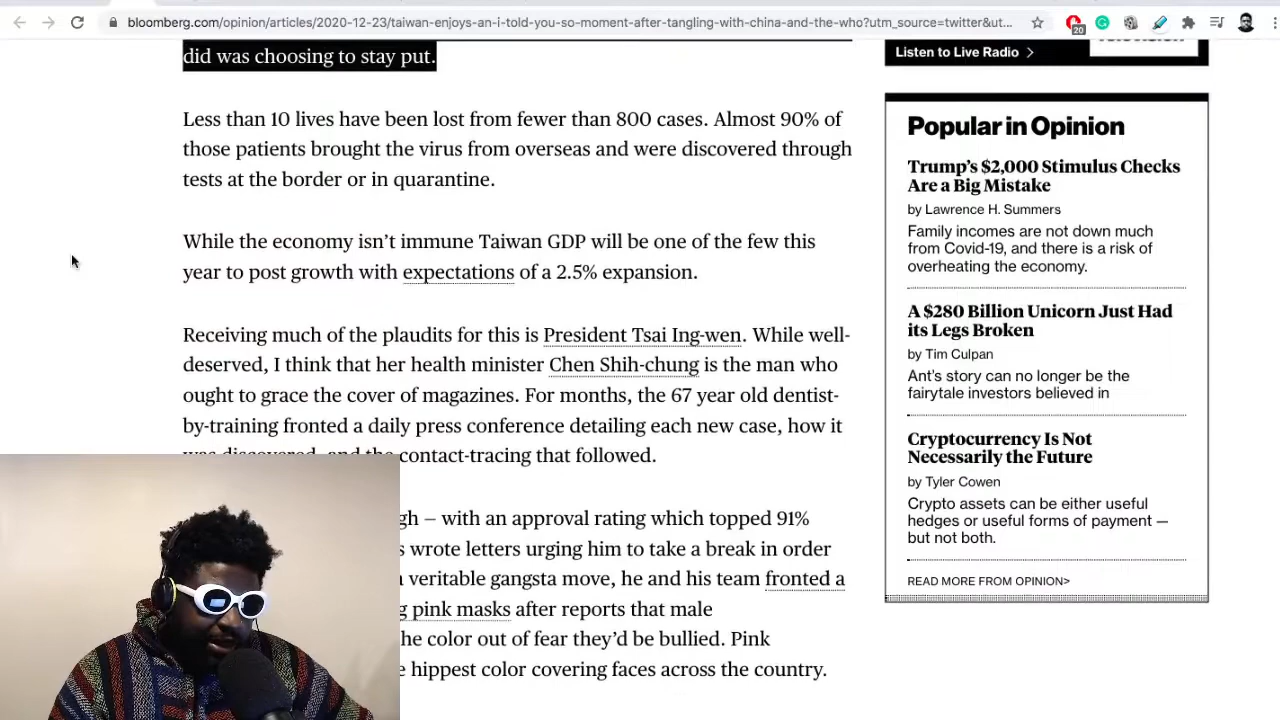 bloomberg.com/opinion/articles/2020-12-23/taiwan-enjoys-an-i-told-you-so-moment-after-tangling-with-china-and-the-who?utm_source=twitter&ut...
20
did was choosing to stay put.
Less than 10 lives have been lost from fewer than 800 cases. Almost 90% of
those patients brought the virus from overseas and were discovered through
tests at the border or in quarantine.
While the economy isn’t immune Taiwan GDP will be one of the few this
year to post growth with expectations of a 2.5% expansion.
Receiving much of the plaudits for this is President Tsai Ing-wen. While well-
deserved, I think that her health minister Chen Shih-chung is the man who
ought to grace the cover of magazines. For months, the 67 year old dentist-
by-training fronted a daily press conference detailing each new case, how it
was discovered, and the contact-tracing that followed.
gh – with an approval rating which topped 91%
s wrote letters urging him to take a break in order
veritable gangsta move, he and his team fronted a
g pink masks after reports that male
he color out of fear they’d be bullied. Pink
e hippest color covering faces across the country.
Listen to Live Radio >
Popular in Opinion
Trump’s $2,000 Stimulus Checks
Are a Big Mistake
by Lawrence H. Summers
Family incomes are not down much
from Covid-19, and there is a risk of
overheating the economy.
A $280 Billion Unicorn Just Had
its Legs Broken
by Tim Culpan
Ant’s story can no longer be the
fairytale investors believed in
Cryptocurrency Is Not
Necessarily the Future
by Tyler Cowen
Crypto assets can be either useful
hedges or useful forms of payment —
but not both.
READ MORE FROM OPINION>